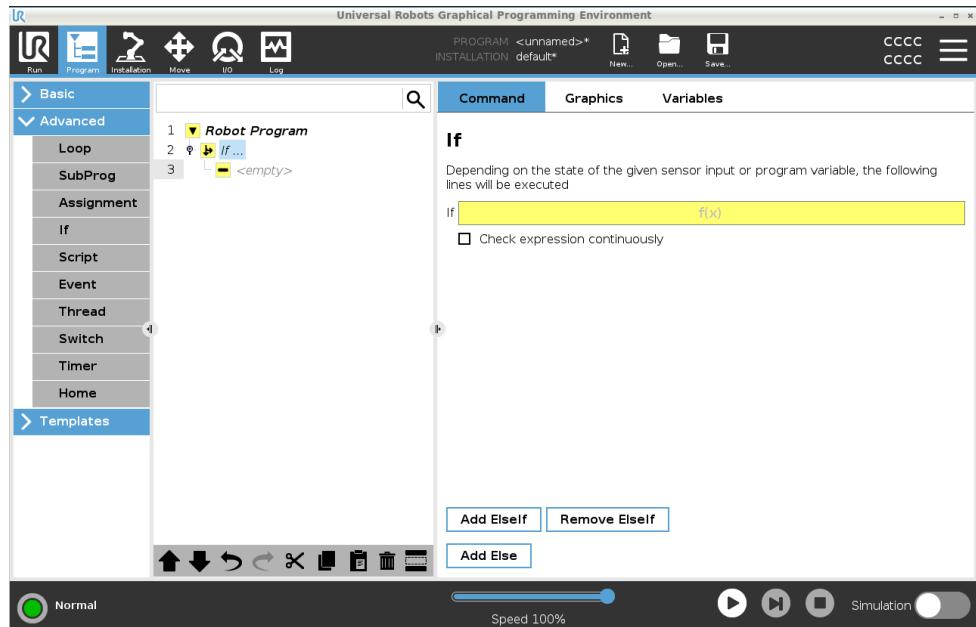 UR
Universal Robots Graphical Programming Environment
UR
Run
Program
Installation
Move
I/O
Log
PROGRAM <unnamed>*
INSTALLATION default*
New...
Open...
Save...
CCCC
CCCC
Basic
Advanced
Loop
SubProg
Assignment
If
Script
Event
Thread
Switch
Timer
Home
Templates
1 Robot Program
2 If ...
3 <empty>
Command Graphics Variables
If
Depending on the state of the given sensor input or program variable, the following
lines will be executed
If f(x)
Check expression continuously
Add ElseIf Remove ElseIf
Add Else
Normal
Speed 100%
Simulation